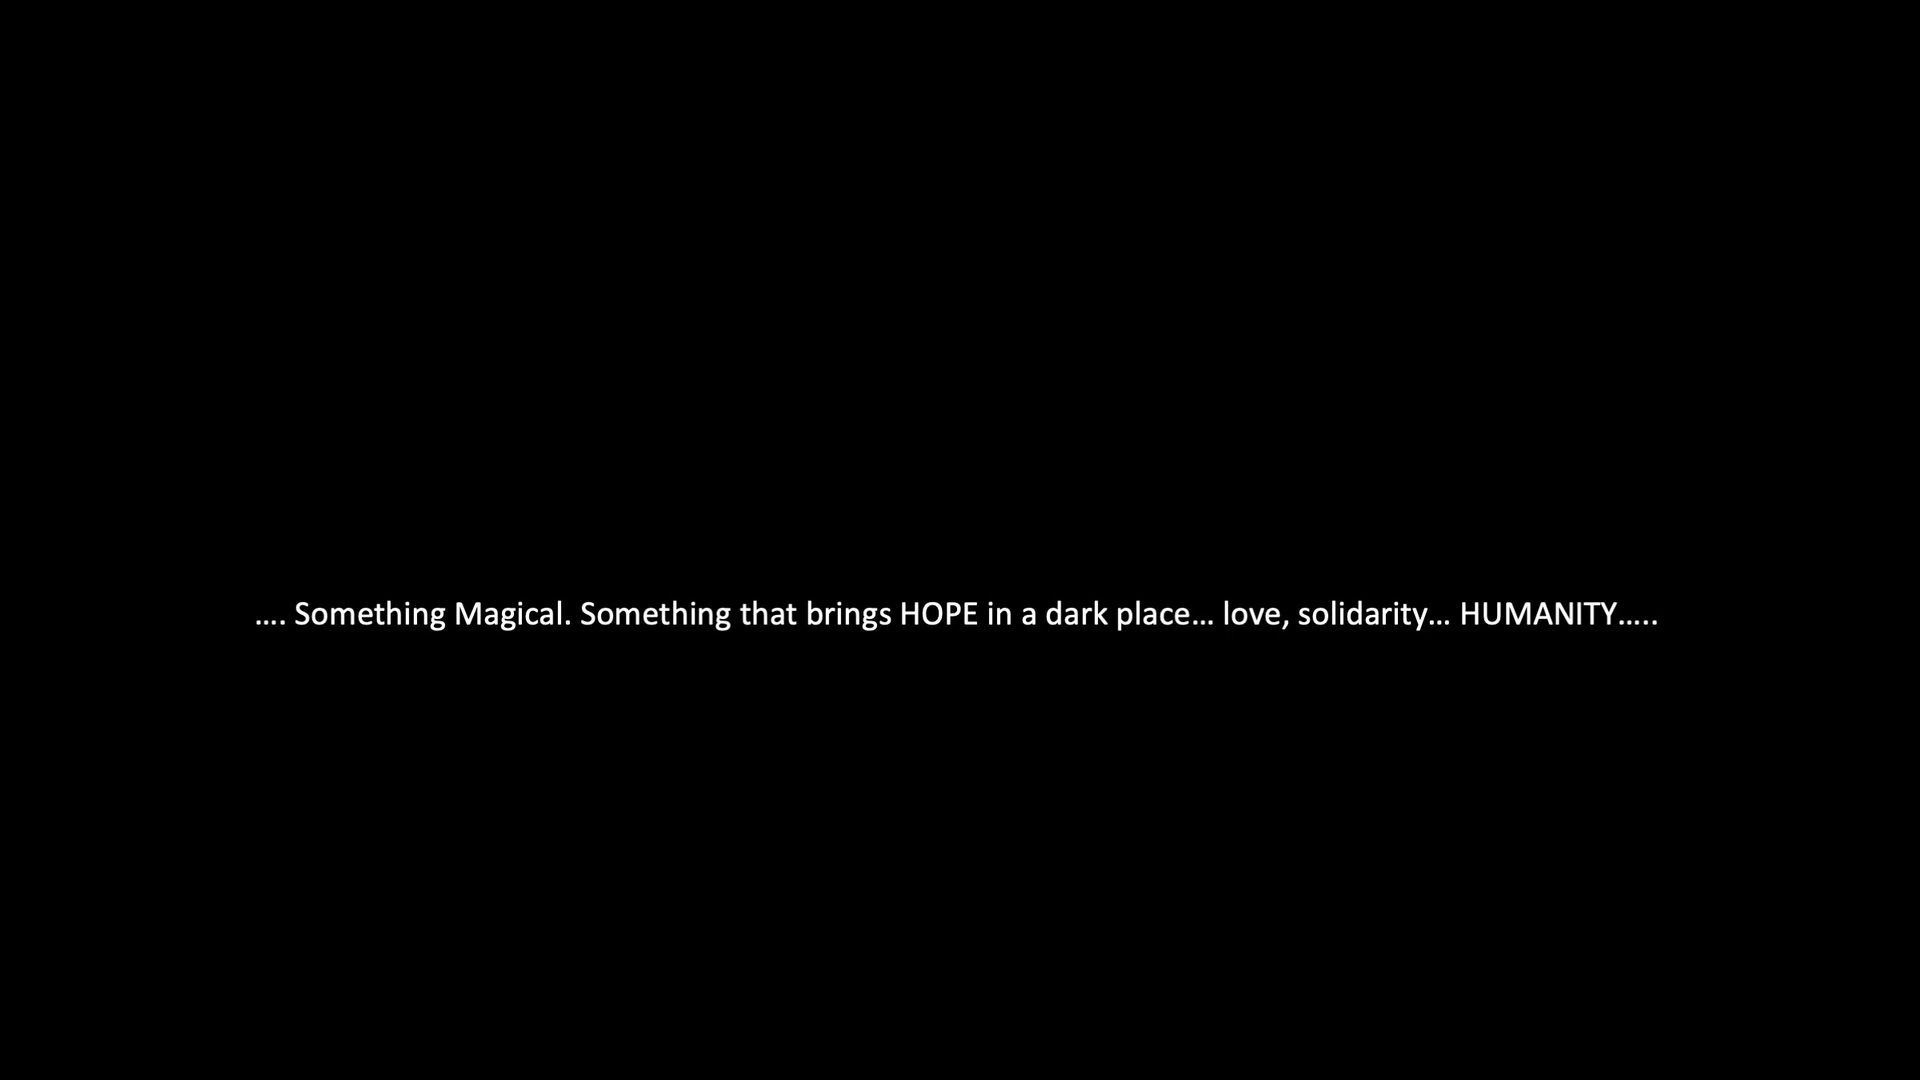 …. Something Magical. Something that brings HOPE in a dark place… love, solidarity… HUMANITY…..